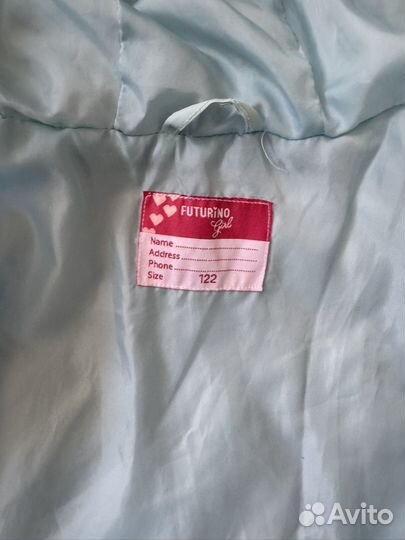 FUTURINO
Girl
Name ....................
Address ....................
Phone ....................
Size 122
Avito